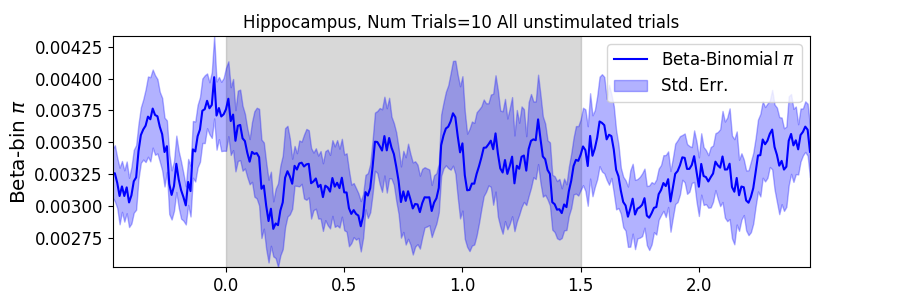 Hippocampus, Num Trials=10 All unstimulated trials
Beta-bin π
0.00425
0.00400
0.00375
0.00350
0.00325
0.00300
0.00275
Beta-Binomial π
Std. Err.
0.0 0.5 1.0 1.5 2.0